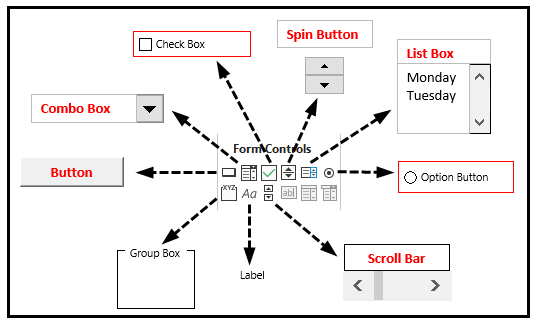 Spin Button
Check Box
List Box
Monday
Tuesday
Combo Box
Form Controls
Button
Option Button
XYZ
Aa
ab|
Group Box
Label
Scroll Bar